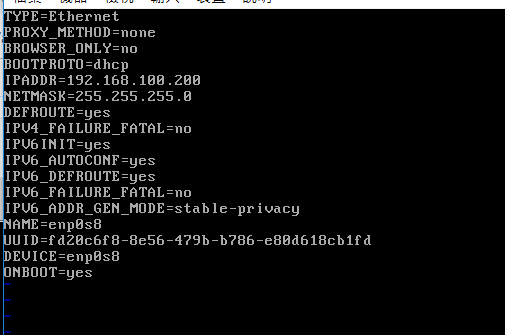 TYPE=Ethernet
PROXY_METHOD=none
BROWSER_ONLY=no
BOOTPROTO=dhcp
IPADDR=192.168.100.200
NETMASK=255.255.255.0
DEFROUTE=yes
IPV4_FAILURE_FATAL=no
IPV6INIT=yes
IPV6_AUTOCONF=yes
IPV6_DEFROUTE=yes
IPV6_FAILURE_FATAL=no
IPV6_ADDR_GEN_MODE=stable-privacy
NAME=enp0s8
UUID=fd20c6f8-8e56-479b-b786-e80d618cb1fd
DEVICE=enp0s8
ONBOOT=yes
~
~
~
~